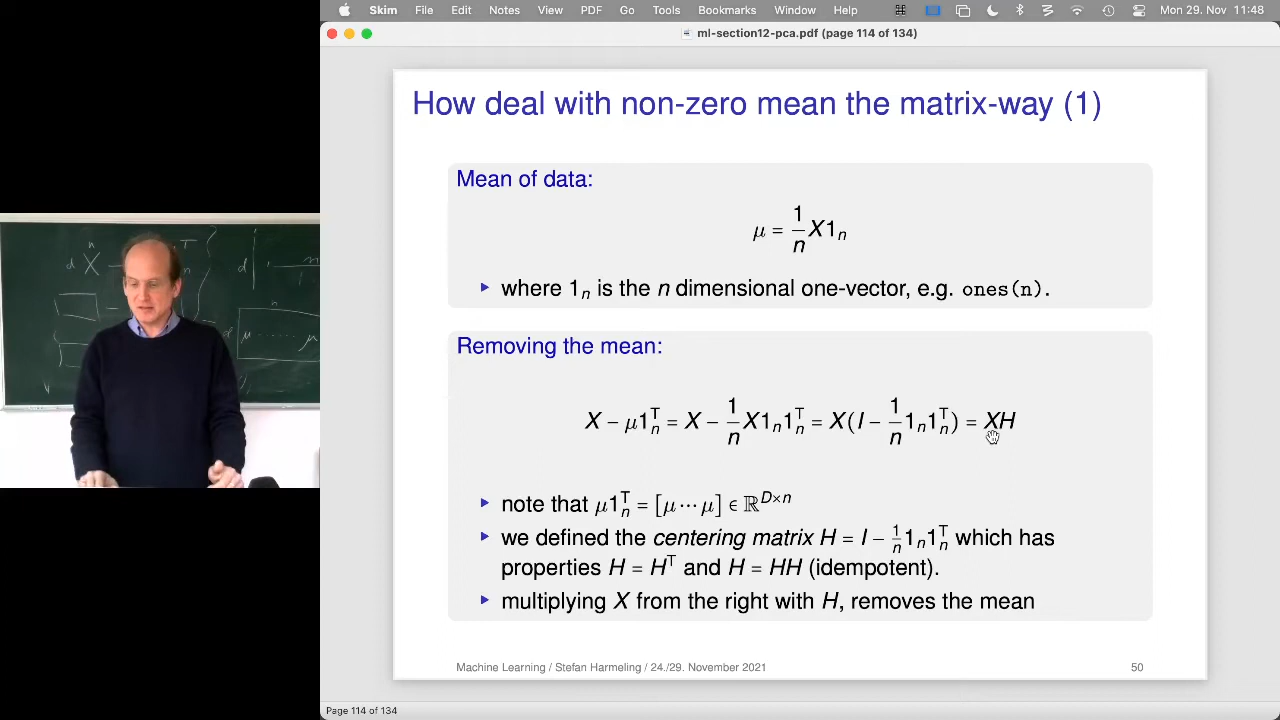 Skim File Edit Notes View PDF Go Tools Bookmarks Window Help Mon 29. Nov 11:48
ml-section12-pca.pdf (page 114 of 134)
How deal with non-zero mean the matrix-way (1)
Mean of data:
μ = 1/n X1ₙ
▸ where 1ₙ is the n dimensional one-vector, e.g. ones(n).
Removing the mean:
X − μ1ₙᵀ = X − 1/n X1ₙ1ₙᵀ = X(I − 1/n 1ₙ1ₙᵀ) = XH
▸ note that μ1ₙᵀ = [μ⋯μ] ∈ ℝᴰˣⁿ
▸ we defined the centering matrix H = I − 1/n 1ₙ1ₙᵀ which has
properties H = Hᵀ and H = HH (idempotent).
▸ multiplying X from the right with H, removes the mean
Machine Learning / Stefan Harmeling / 24./29. November 2021 50
Page 114 of 134
d X n T
d
μ ...... μ